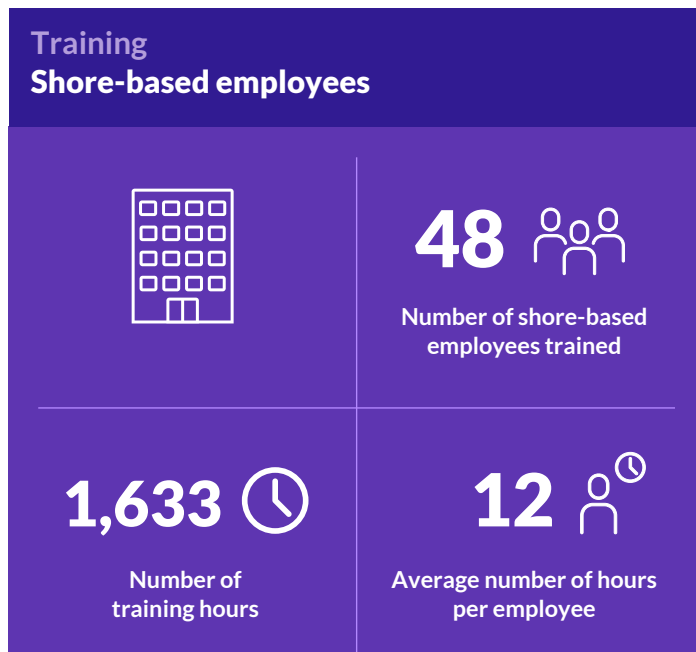 Training
Shore-based employees
48
Number of shore-based
employees trained
1,633
Number of
training hours
12
Average number of hours
per employee